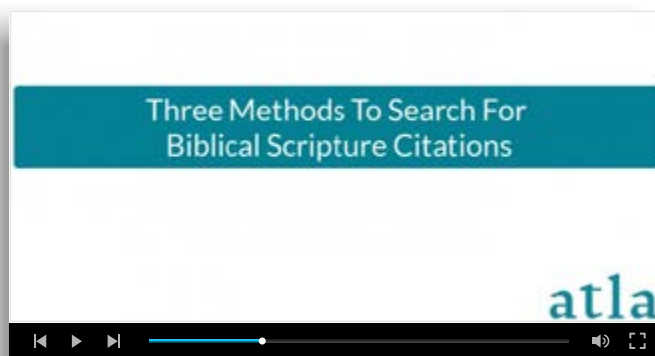 Three Methods To Search For
Biblical Scripture Citations
atla